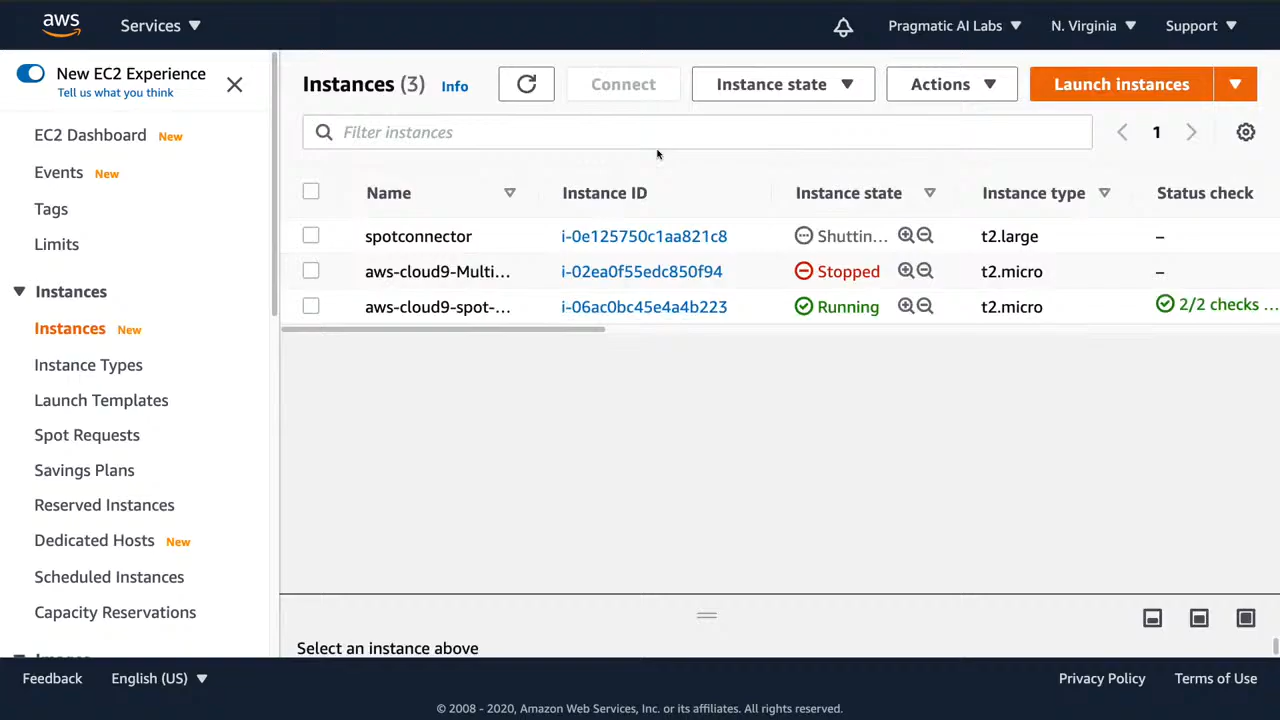 aws Services Pragmatic AI Labs N. Virginia Support
New EC2 Experience
Tell us what you think
EC2 Dashboard New
Events New
Tags
Limits
Instances
Instances New
Instance Types
Launch Templates
Spot Requests
Savings Plans
Reserved Instances
Dedicated Hosts New
Scheduled Instances
Capacity Reservations
Instances (3) Info Connect Instance state Actions Launch instances
Filter instances 1
Name Instance ID Instance state Instance type Status check
spotconnector i-0e125750c1aa821c8 Shuttin... t2.large –
aws-cloud9-Multi... i-02ea0f55edc850f94 Stopped t2.micro –
aws-cloud9-spot-... i-06ac0bc45e4a4b223 Running t2.micro 2/2 checks ...
Select an instance above
Feedback English (US) Privacy Policy Terms of Use
© 2008 - 2020, Amazon Web Services, Inc. or its affiliates. All rights reserved.